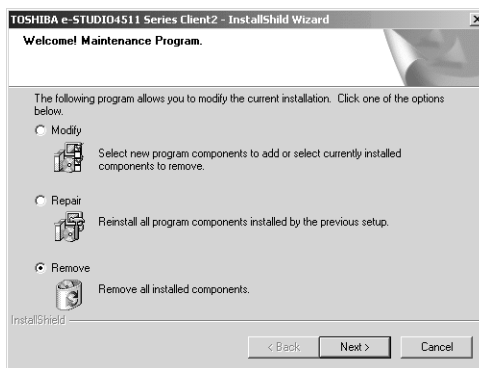 TOSHIBA e-STUDIO4511 Series Client2 - InstallShild Wizard
Welcome! Maintenance Program.
The following program allows you to modify the current installation. Click one of the options
below.
Modify
Select new program components to add or select currently installed
components to remove.
Repair
Reinstall all program components installed by the previous setup.
Remove
Remove all installed components.
InstallShield
< Back
Next >
Cancel